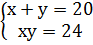 x + y = 20
xy = 24